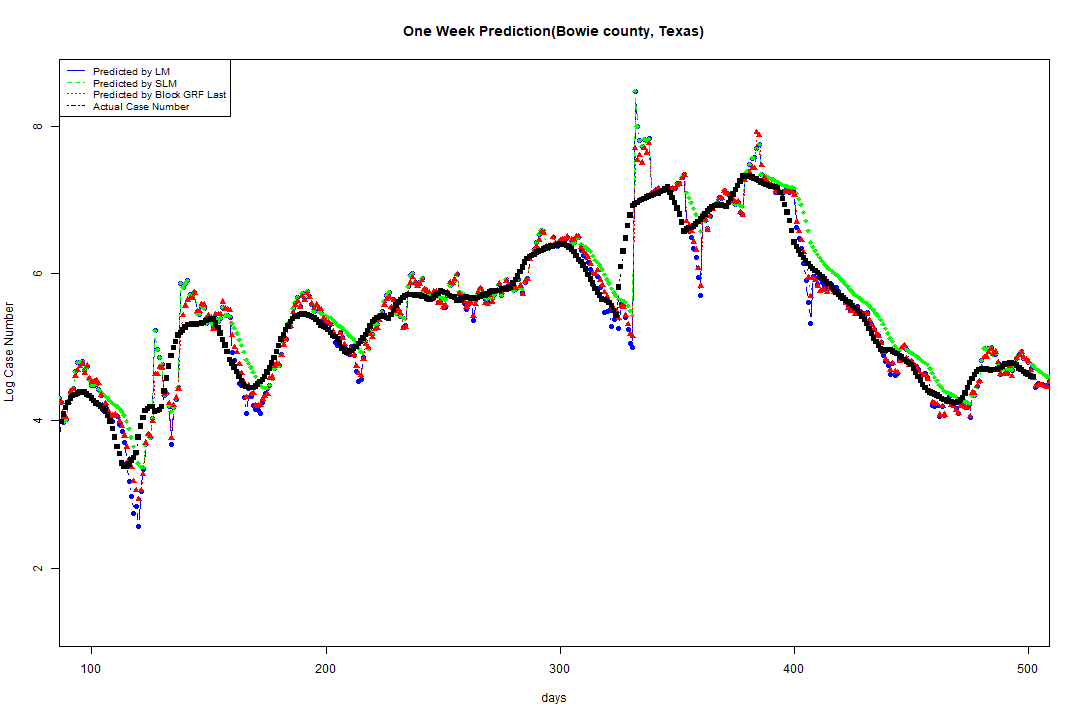 One Week Prediction(Bowie county, Texas)
Predicted by LM
Predicted by SLM
Predicted by Block GRF Last
Actual Case Number
Log Case Number
8
6
4
2
100 200 300 400 500
days